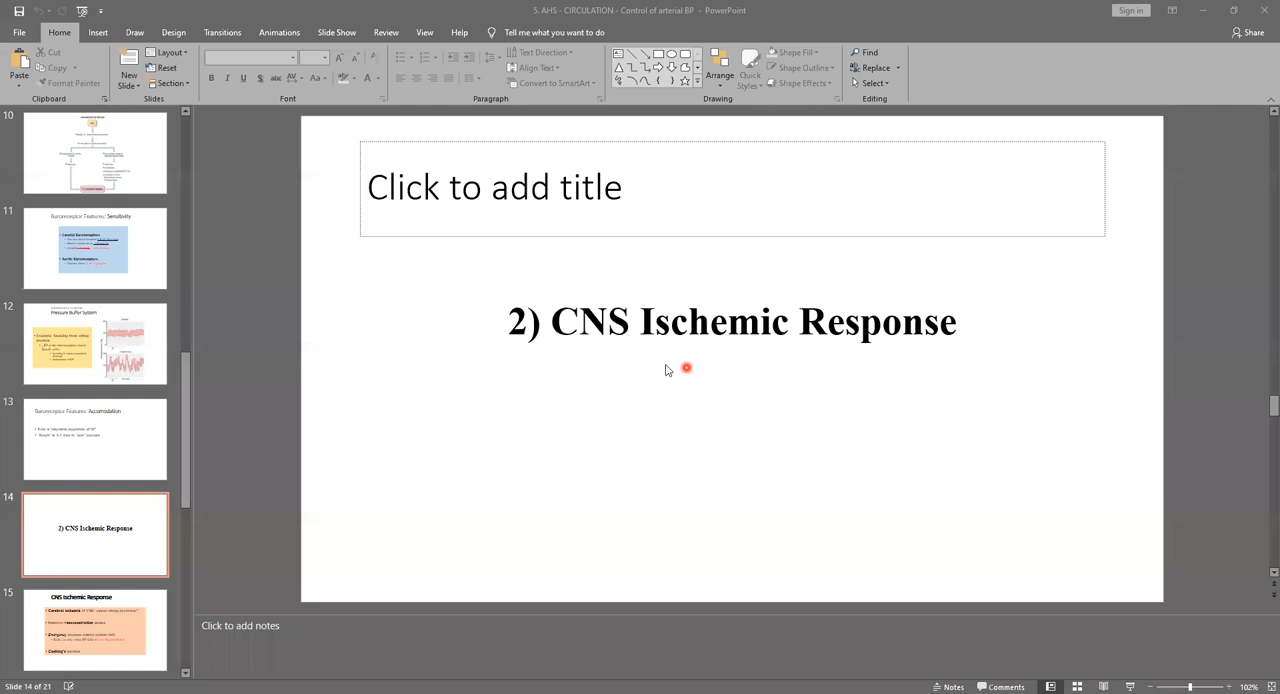 5. AHS - CIRCULATION - Control of arterial BP - PowerPoint
Sign in
File Home Insert Draw Design Transitions Animations Slide Show Review View Help Tell me what you want to do Share
Paste
Cut
Copy
Format Painter
Clipboard
New Slide
Layout
Reset
Section
Slides
B I U S abc AV Aa A
Font
Paragraph
Text Direction
Align Text
Convert to SmartArt
Arrange
Quick Styles
Shape Fill
Shape Outline
Shape Effects
Drawing
Find
Replace
Select
Editing
10
11
Baroreceptor Features: Sensitivity
12
Pressure Buffer System
13
Baroreceptor Features: Accomodation
14
2) CNS Ischemic Response
15
CNS Ischemic Response
Click to add title
2) CNS Ischemic Response
Click to add notes
Slide 14 of 21
Notes
Comments
102%